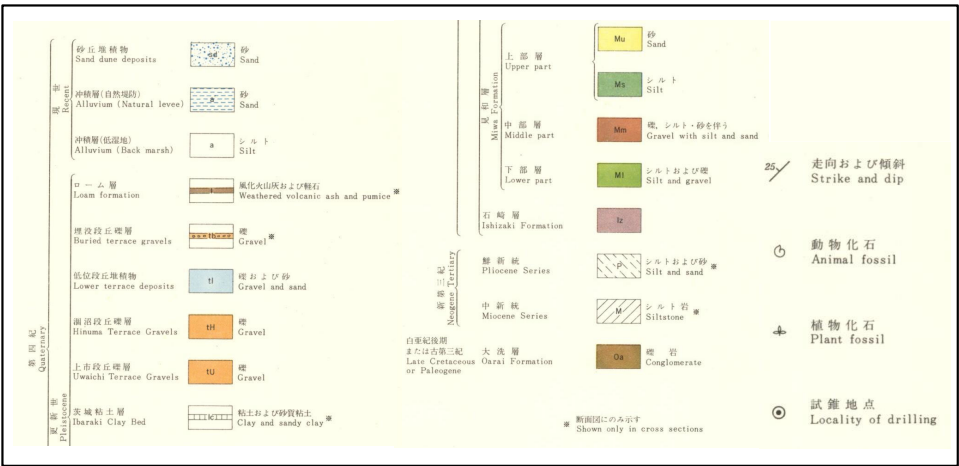 第四紀
Quaternary
現世
Recent
砂丘堆積物
Sand dune deposits
sd
砂
Sand
冲積層(自然堤防)
Alluvium (Natural levee)
砂
Sand
冲積層(低湿地)
Alluvium (Back marsh)
a
シルト
Silt
更新世
Pleistocene
ローム層
Loam formation
l
風化火山灰および軽石
Weathered volcanic ash and pumice ※
埋没段丘礫層
Buried terrace gravels
th
礫
Gravel ※
低位段丘堆積物
Lower terrace deposits
tl
礫および砂
Gravel and sand
涸沼段丘礫層
Hinuma Terrace Gravels
tH
礫
Gravel
上市段丘礫層
Uwaichi Terrace Gravels
tU
礫
Gravel
茨城粘土層
Ibaraki Clay Bed
Ic
粘土および砂質粘土
Clay and sandy clay ※
見和層
Miwa Formation
上部層
Upper part
Mu
砂
Sand
Ms
シルト
Silt
中部層
Middle part
Mm
礫，シルト・砂を伴う
Gravel with silt and sand
下部層
Lower part
Ml
シルトおよび礫
Silt and gravel
石崎層
Ishizaki Formation
Iz
新第三紀
Neogene Tertiary
鮮新統
Pliocene Series
P
シルトおよび砂
Silt and sand ※
中新統
Miocene Series
M
シルト岩
Siltstone ※
白亜紀後期
または古第三紀
Late Cretaceous
or Paleogene
大洗層
Oarai Formation
Oa
礫岩
Conglomerate
※ 断面図にのみ示す
Shown only in cross sections
25
走向および傾斜
Strike and dip
動物化石
Animal fossil
植物化石
Plant fossil
試錐地点
Locality of drilling